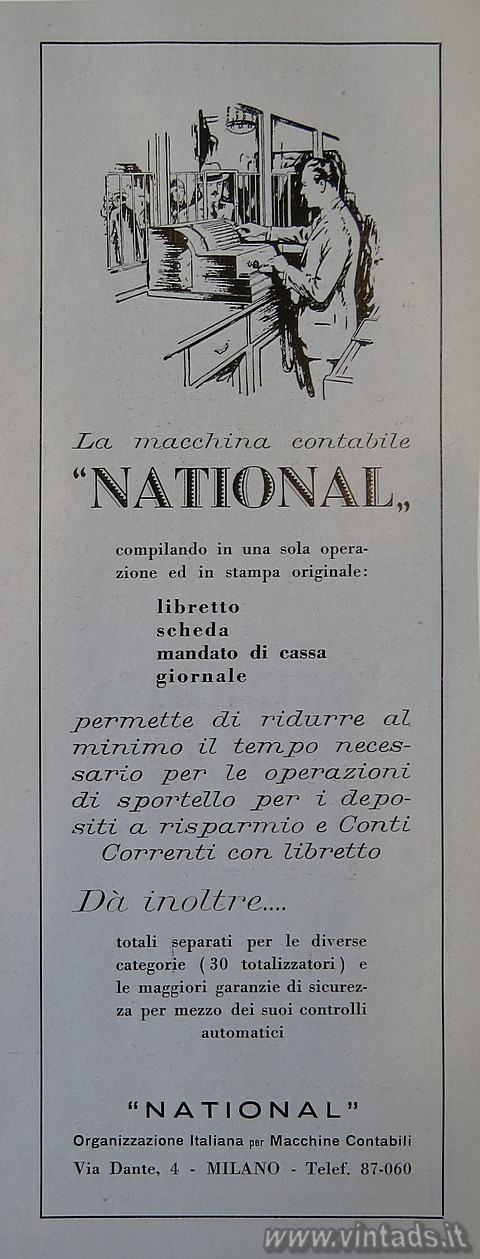 La macchina contabile
“NATIONAL„
compilando in una sola opera-
zione ed in stampa originale:
libretto
scheda
mandato di cassa
giornale
permette di ridurre al
minimo il tempo neces-
sario per le operazioni
di sportello per i depo-
siti a risparmio e Conti
Correnti con libretto
Dà inoltre....
totali separati per le diverse
categorie ( 30 totalizzatori ) e
le maggiori garanzie di sicurez-
za per mezzo dei suoi controlli
automatici
“NATIONAL”
Organizzazione Italiana per Macchine Contabili
Via Dante, 4 - MILANO - Telef. 87-060
www.vintads.it